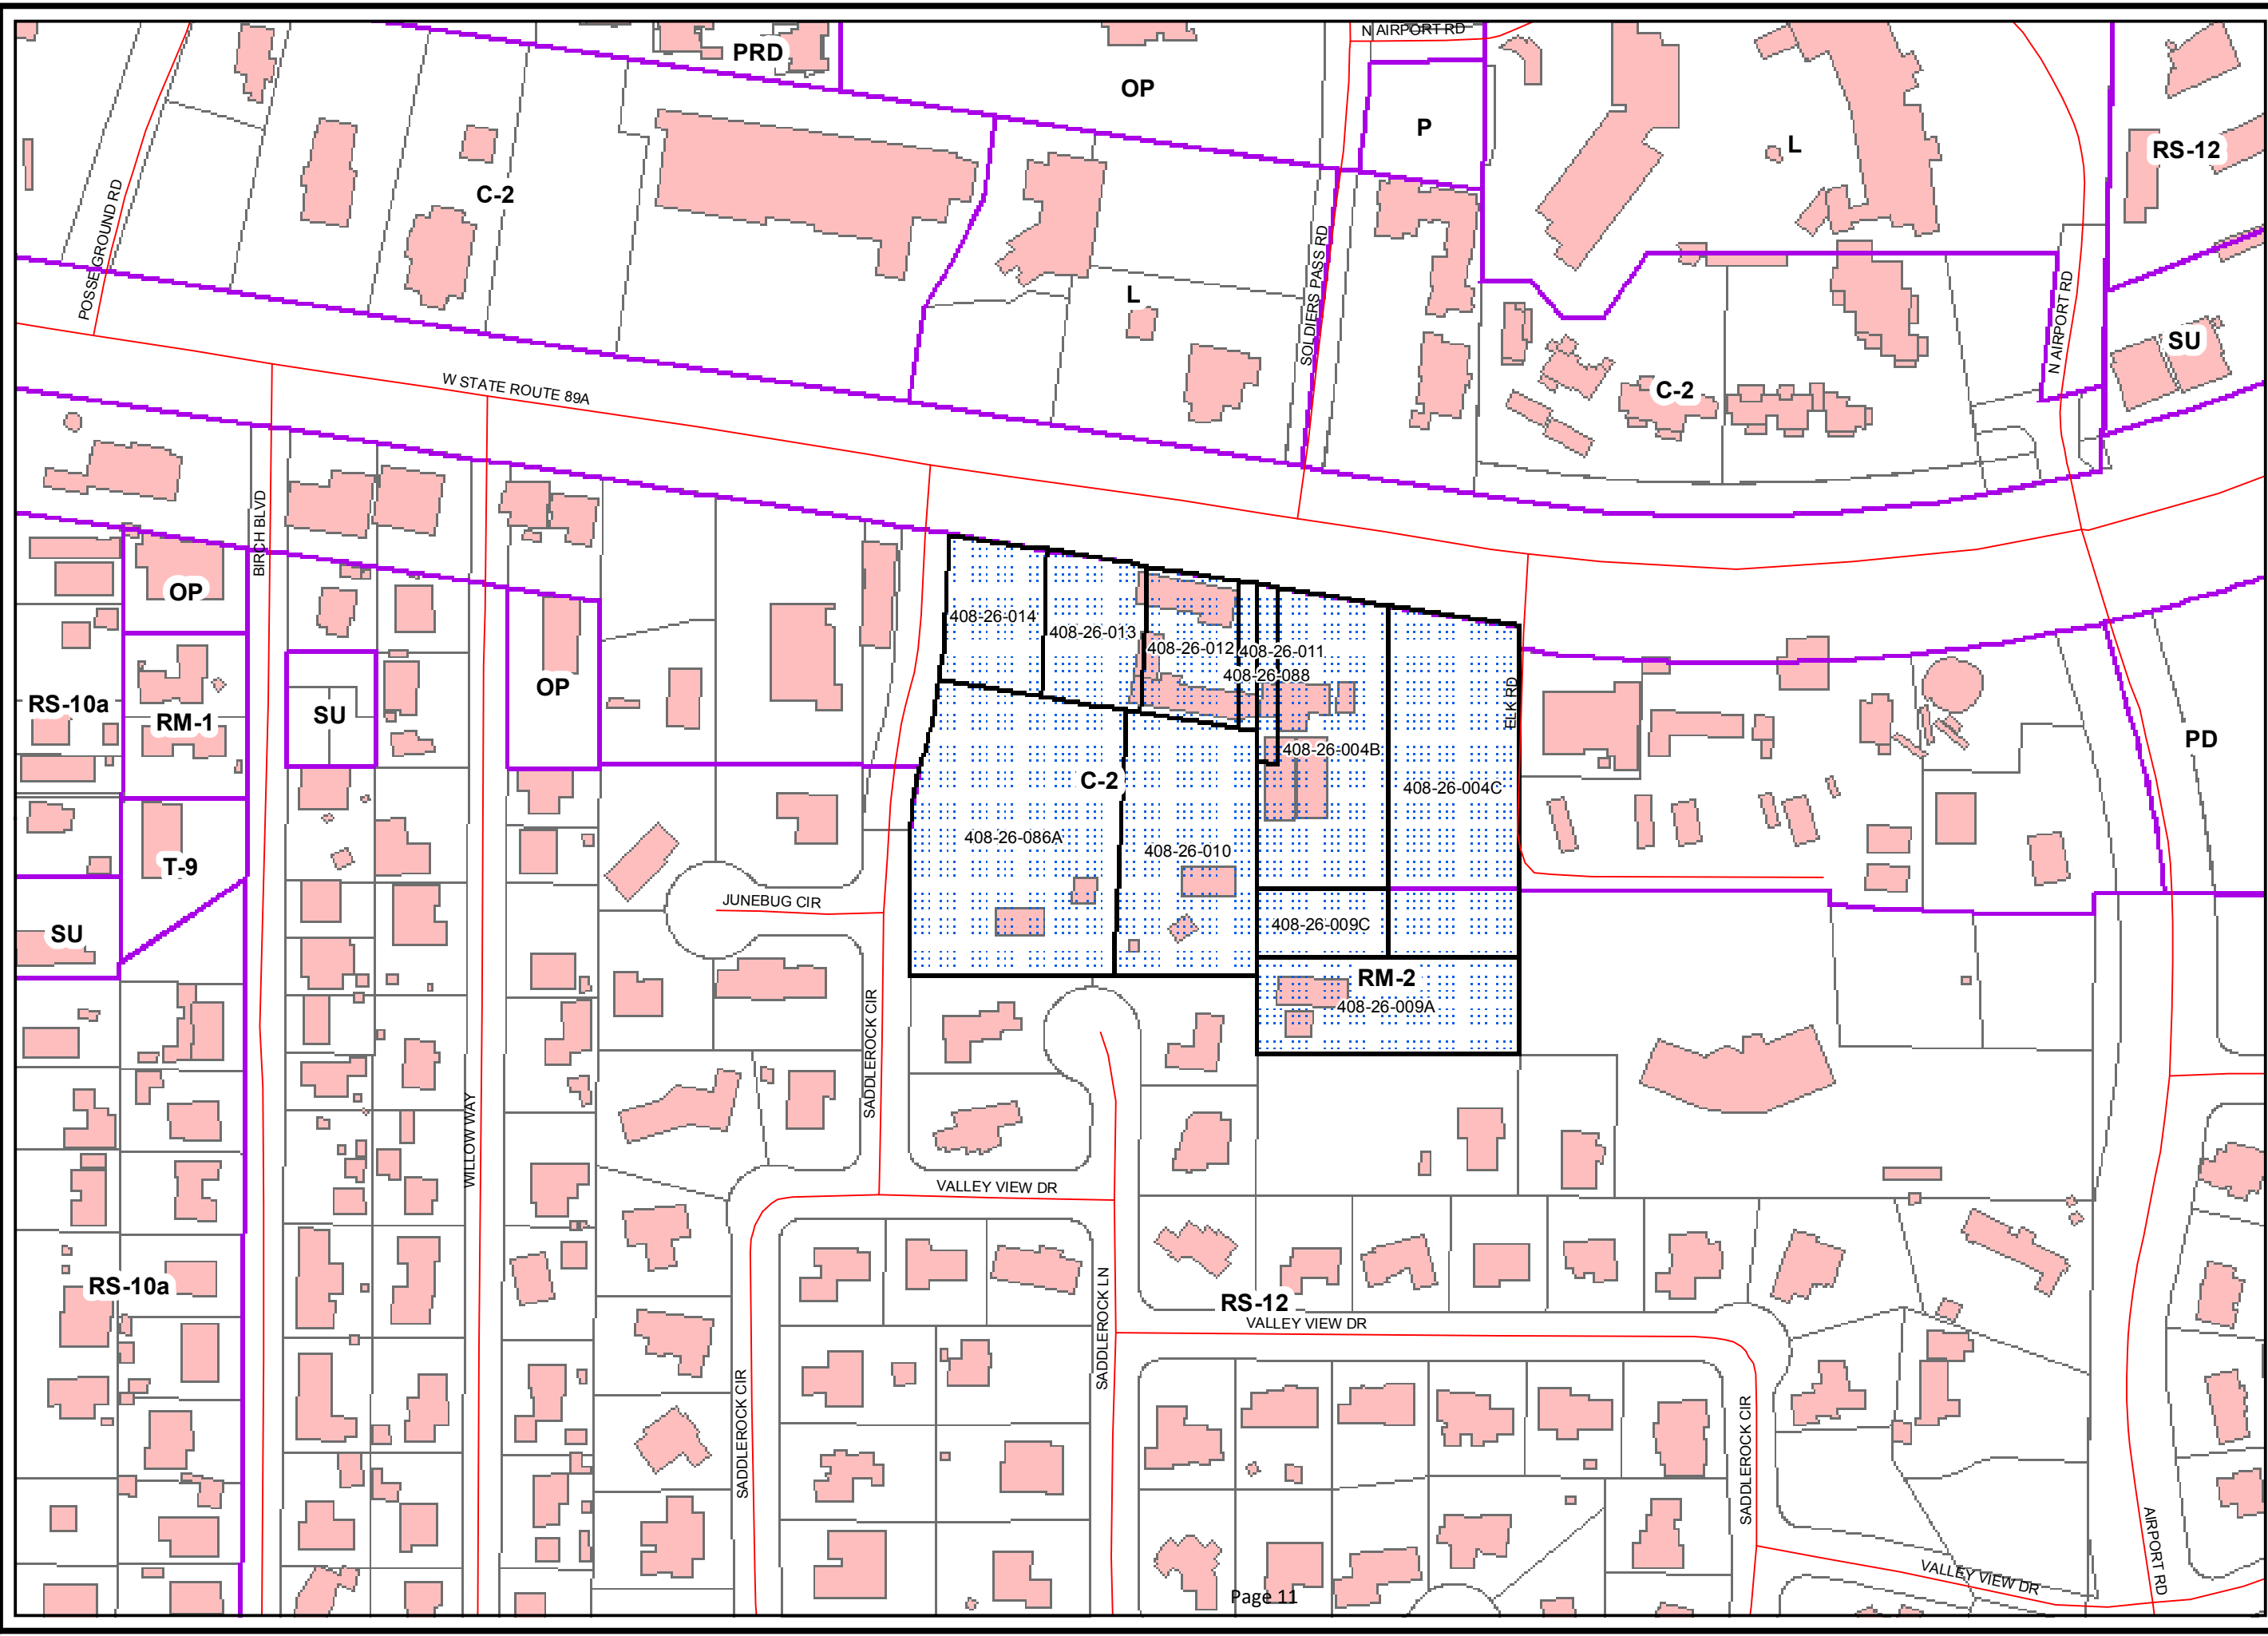 N AIRPORT RD
PRD
OP
P
L
RS-12
C-2
POSSE GROUND RD
L
SOLDIERS PASS RD
N AIRPORT RD
SU
W STATE ROUTE 89A
C-2
BIRCH BLVD
OP
408-26-014
408-26-013
408-26-012
408-26-011
408-26-088
OP
RS-10a
RM-1
SU
ELK RD
PD
408-26-004B
C-2
408-26-004C
408-26-086A
408-26-010
T-9
JUNEBUG CIR
SU
408-26-009C
RM-2
408-26-009A
SADDLEROCK CIR
WILLOW WAY
VALLEY VIEW DR
RS-10a
SADDLEROCK LN
RS-12
VALLEY VIEW DR
SADDLEROCK CIR
SADDLEROCK CIR
AIRPORT RD
VALLEY VIEW DR
Page 11